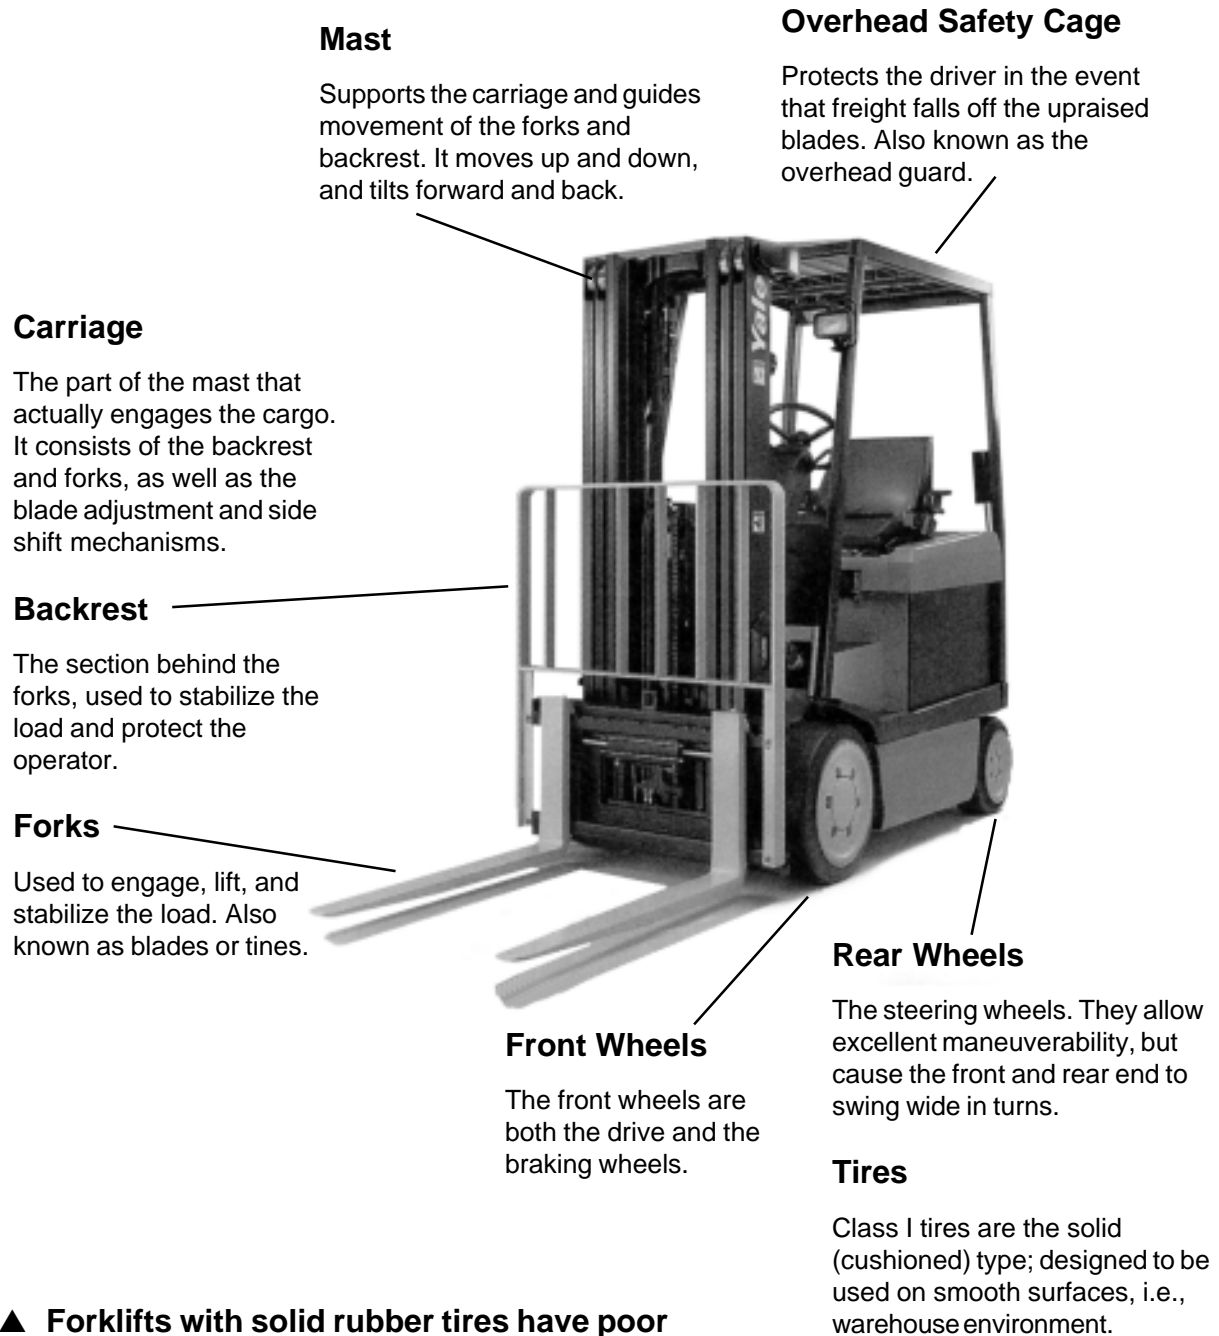 Mast
Supports the carriage and guides
movement of the forks and
backrest. It moves up and down,
and tilts forward and back.
Overhead Safety Cage
Protects the driver in the event
that freight falls off the upraised
blades. Also known as the
overhead guard.
Carriage
The part of the mast that
actually engages the cargo.
It consists of the backrest
and forks, as well as the
blade adjustment and side
shift mechanisms.
Backrest
The section behind the
forks, used to stabilize the
load and protect the
operator.
Forks
Used to engage, lift, and
stabilize the load. Also
known as blades or tines.
Yale
Front Wheels
The front wheels are
both the drive and the
braking wheels.
Rear Wheels
The steering wheels. They allow
excellent maneuverability, but
cause the front and rear end to
swing wide in turns.
Tires
Class I tires are the solid
(cushioned) type; designed to be
used on smooth surfaces, i.e.,
warehouse environment.
▲ Forklifts with solid rubber tires have poor